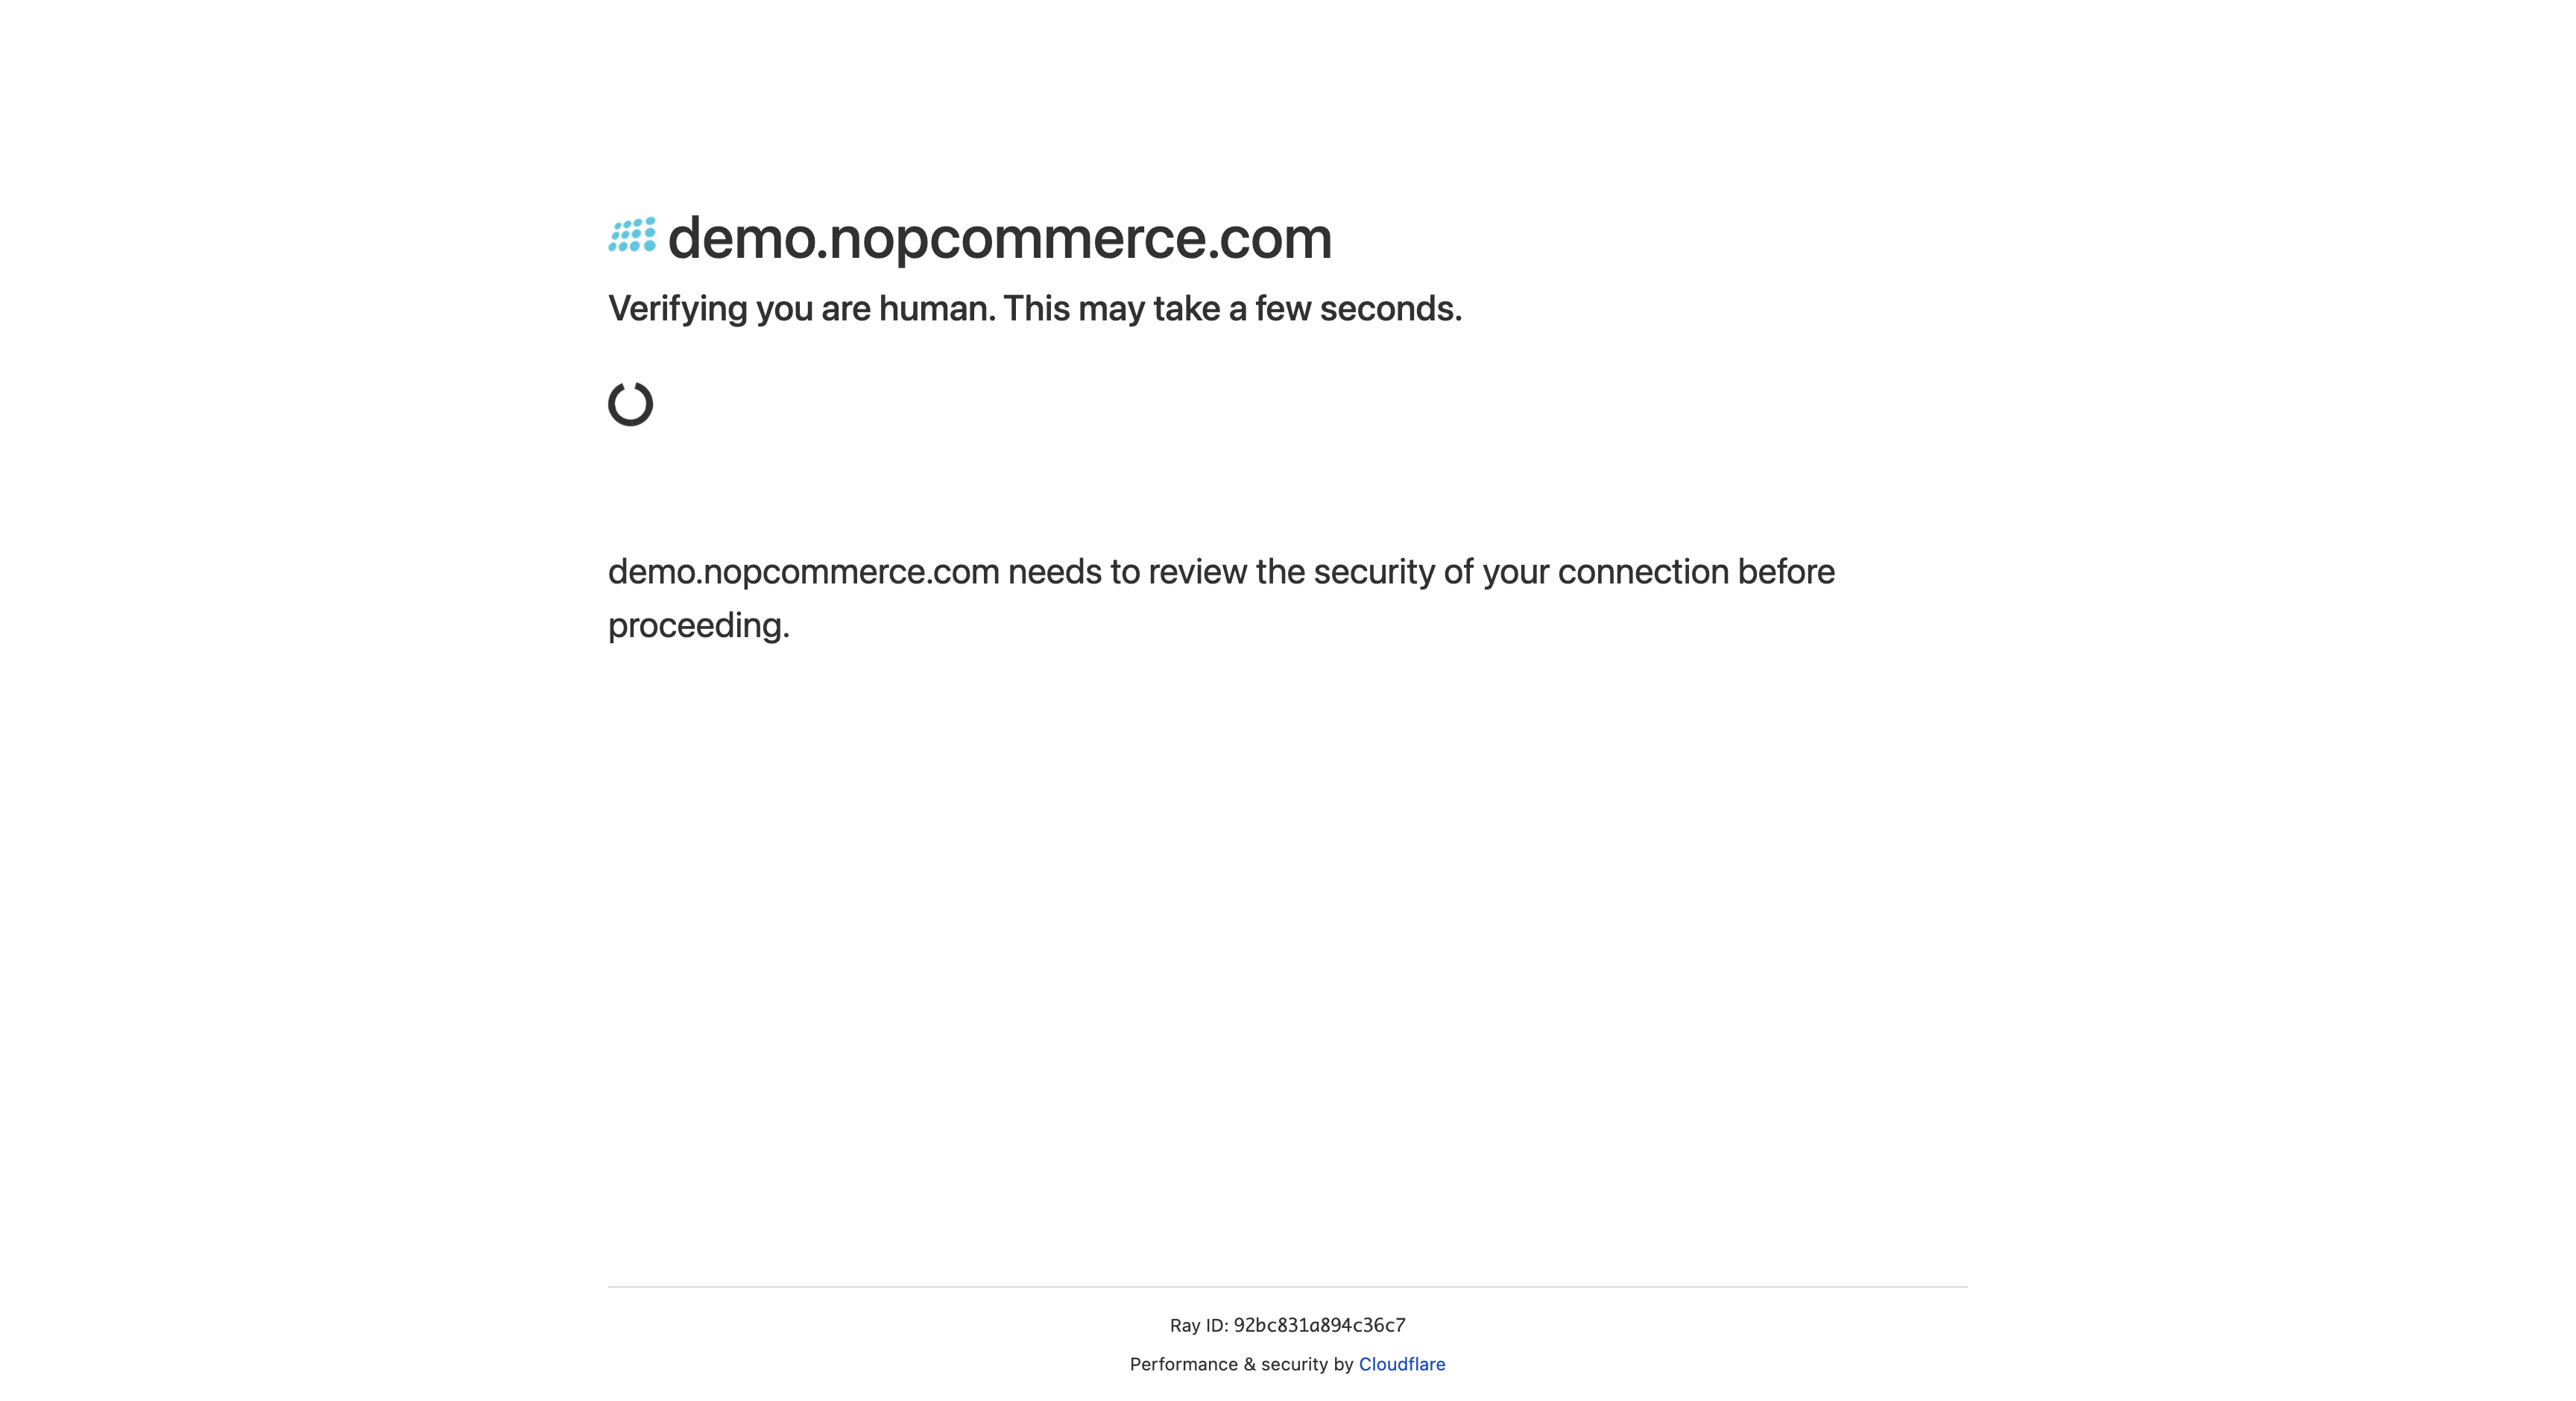 demo.nopcommerce.com
Verifying you are human. This may take a few seconds.
demo.nopcommerce.com needs to review the security of your connection before
proceeding.
Ray ID: 92bc831a894c36c7
Performance & security by Cloudflare